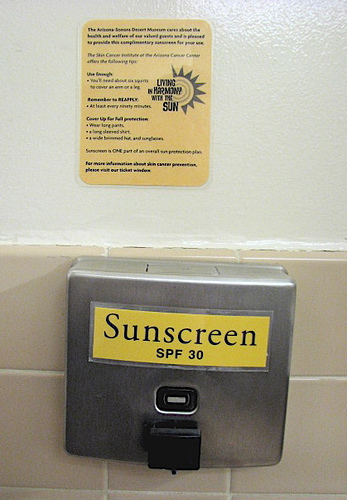 The Arizona-Sonora Desert Museum cares about the
health and welfare of our valued guests and is pleased
to provide this complimentary sunscreen for your use.
The Skin Cancer Institute at the Arizona Cancer Center
offers the following tips:
Use Enough:
• You'll need about six squirts
to cover an arm or a leg.
LIVING
IN HARMONY
WITH THE
SUN
Remember to REAPPLY:
• At least every ninety minutes.
Cover Up for Full protection:
• Wear long pants,
• a long sleeved shirt,
• a wide brimmed hat, and sunglasses.
Sunscreen is ONE part of an overall sun protection plan.
For more information about skin cancer prevention,
please visit our ticket window.
Sunscreen
SPF 30